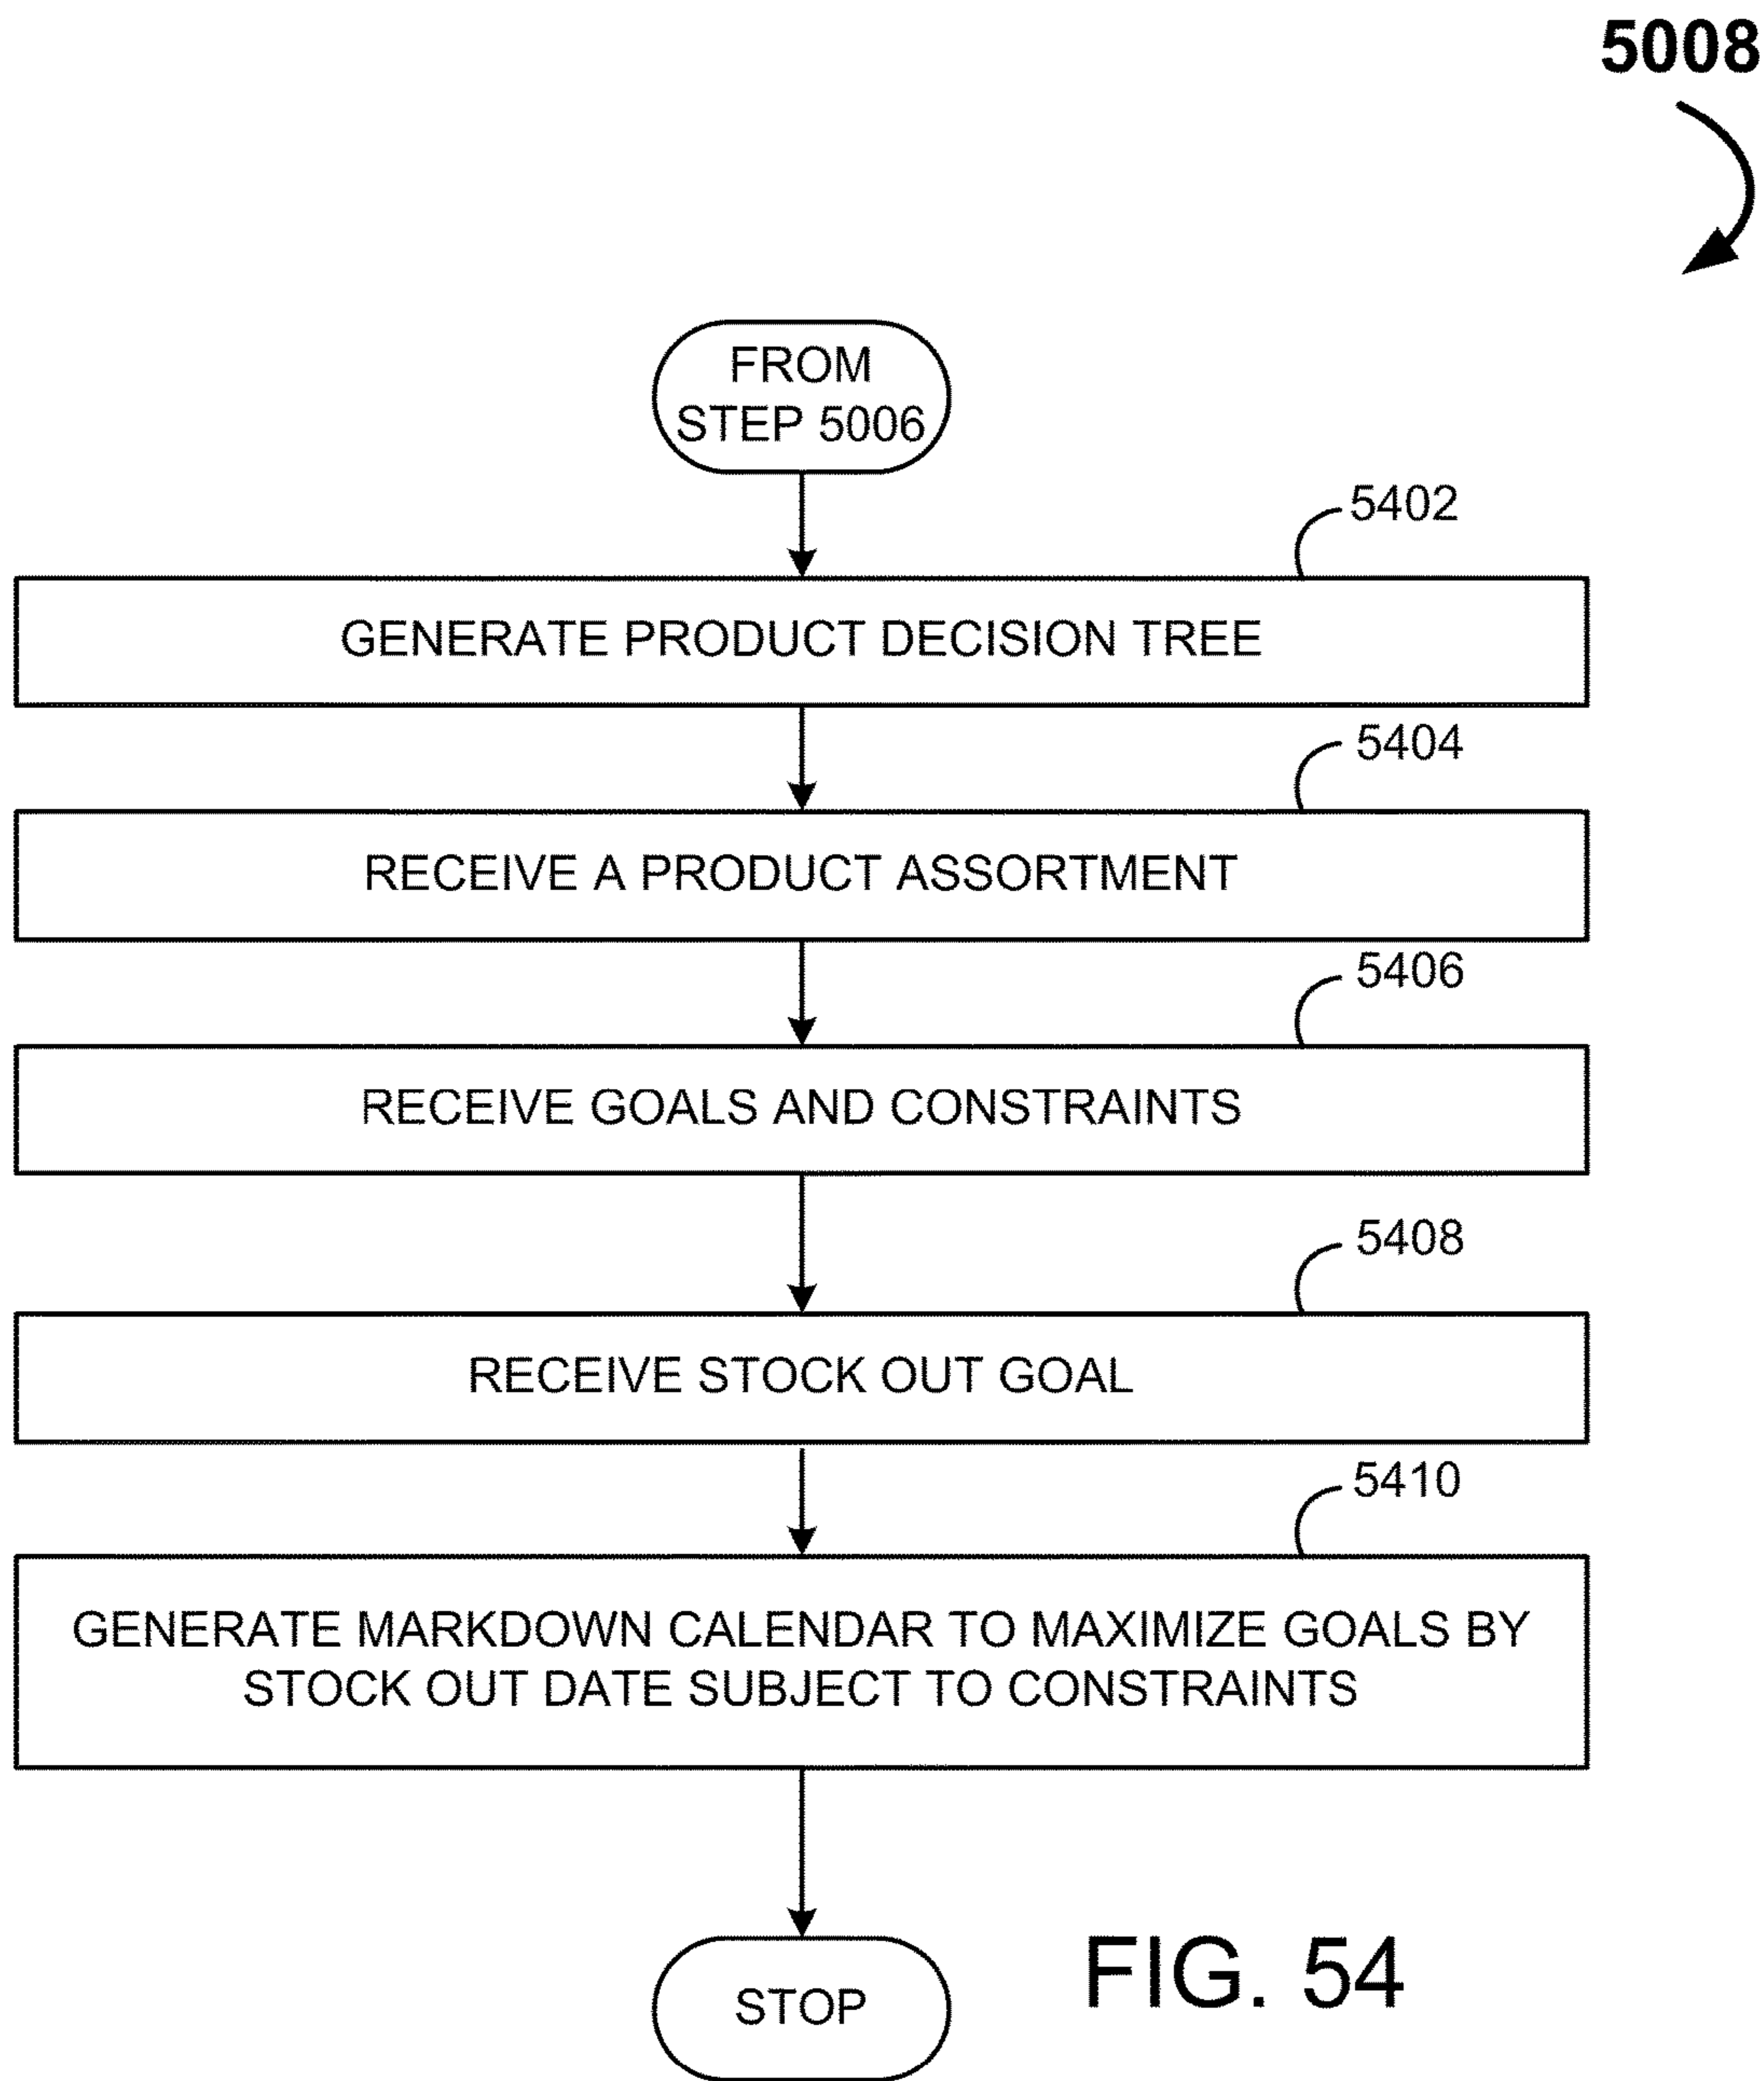 5008
FROM
STEP 5006
5402
GENERATE PRODUCT DECISION TREE
5404
RECEIVE A PRODUCT ASSORTMENT
5406
RECEIVE GOALS AND CONSTRAINTS
5408
RECEIVE STOCK OUT GOAL
5410
GENERATE MARKDOWN CALENDAR TO MAXIMIZE GOALS BY
STOCK OUT DATE SUBJECT TO CONSTRAINTS
STOP
FIG. 54